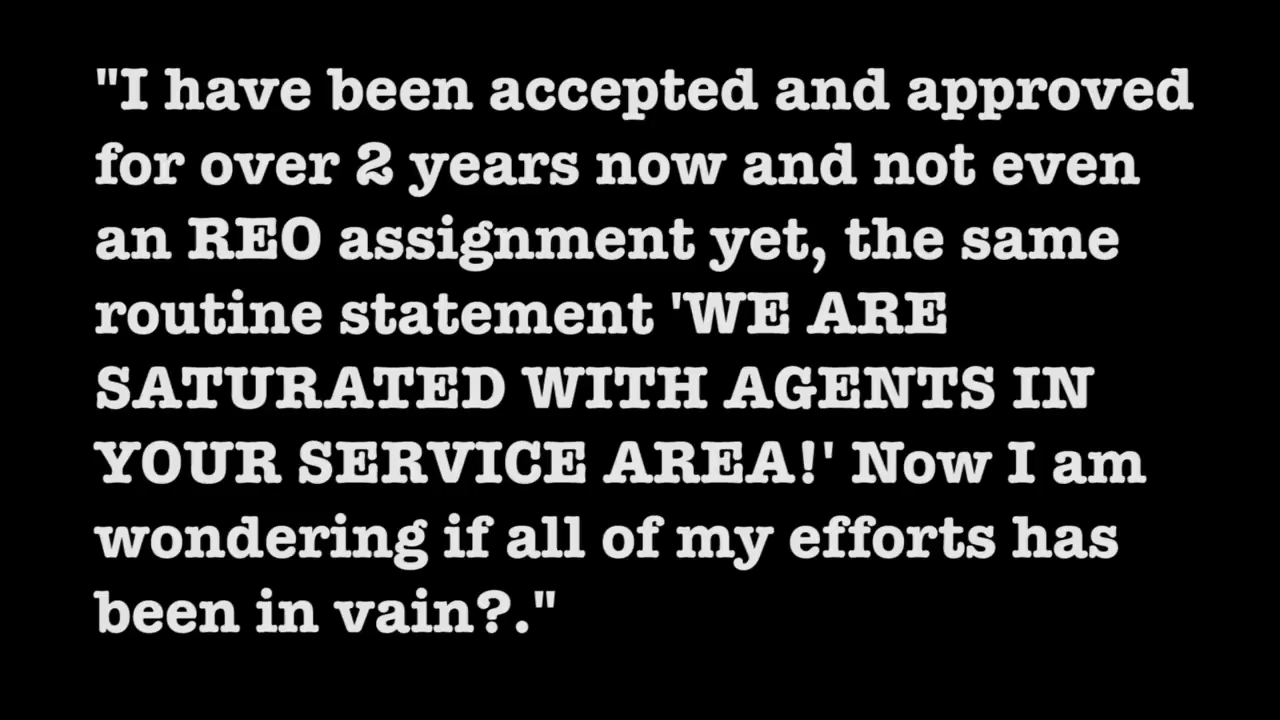 "I have been accepted and approved
for over 2 years now and not even
an REO assignment yet, the same
routine statement 'WE ARE
SATURATED WITH AGENTS IN
YOUR SERVICE AREA!' Now I am
wondering if all of my efforts has
been in vain?."